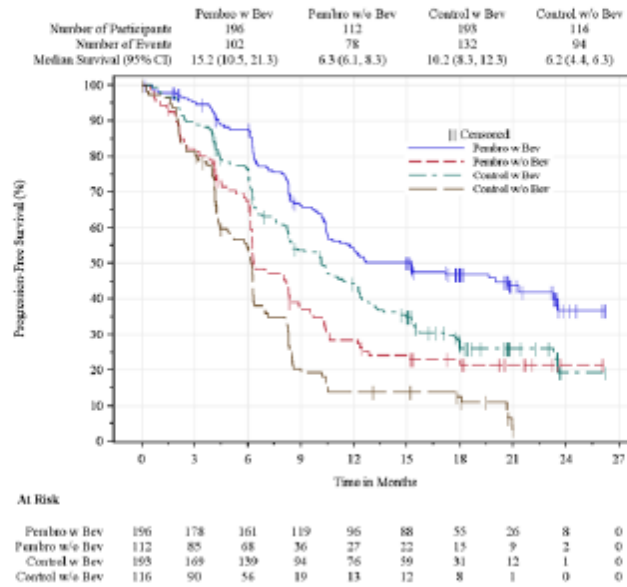 Pembro w Bev Pembro w/o Bev Control w Bev Control w/o Bev
Number of Participants 196 112 193 116
Number of Events 102 78 132 94
Median Survival (95% CI) 15.2 (10.5, 21.3) 6.3 (6.1, 8.3) 10.2 (8.3, 12.3) 6.2 (4.4, 6.3)
Progression-Free Survival (%)
100
90
80
70
60
50
40
30
20
10
0
|| Censored
Pembro w Bev
Pembro w/o Bev
Control w Bev
Control w/o Bev
0 3 6 9 12 15 18 21 24 27
Time in Months
At Risk
Pembro w Bev 196 178 161 119 96 88 55 26 8 0
Pembro w/o Bev 112 85 68 36 27 22 15 9 2 0
Control w Bev 193 169 139 94 76 59 31 12 1 0
Control w/o Bev 116 90 56 19 13 12 8 0 0